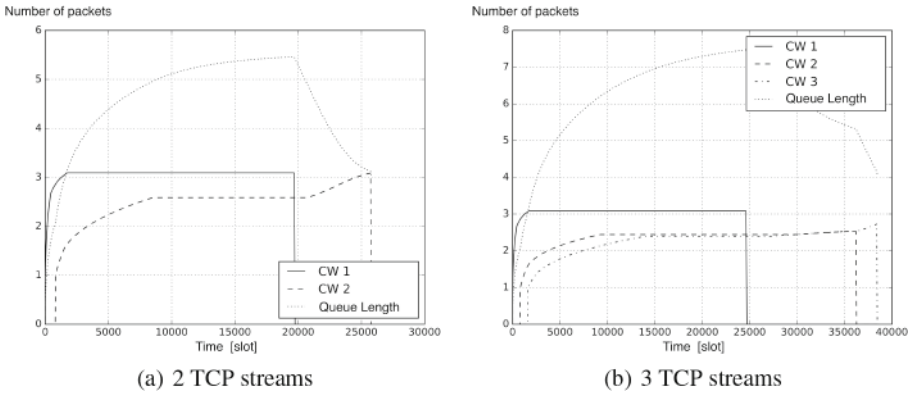 Number of packets
6
5
4
3
2
1
0
0 5000 10000 15000 20000 25000 30000
Time [slot]
CW 1
CW 2
Queue Length
(a) 2 TCP streams
Number of packets
8
7
6
5
4
3
2
1
0
0 5000 10000 15000 20000 25000 30000 35000 40000
Time [slot]
CW 1
CW 2
CW 3
Queue Length
(b) 3 TCP streams